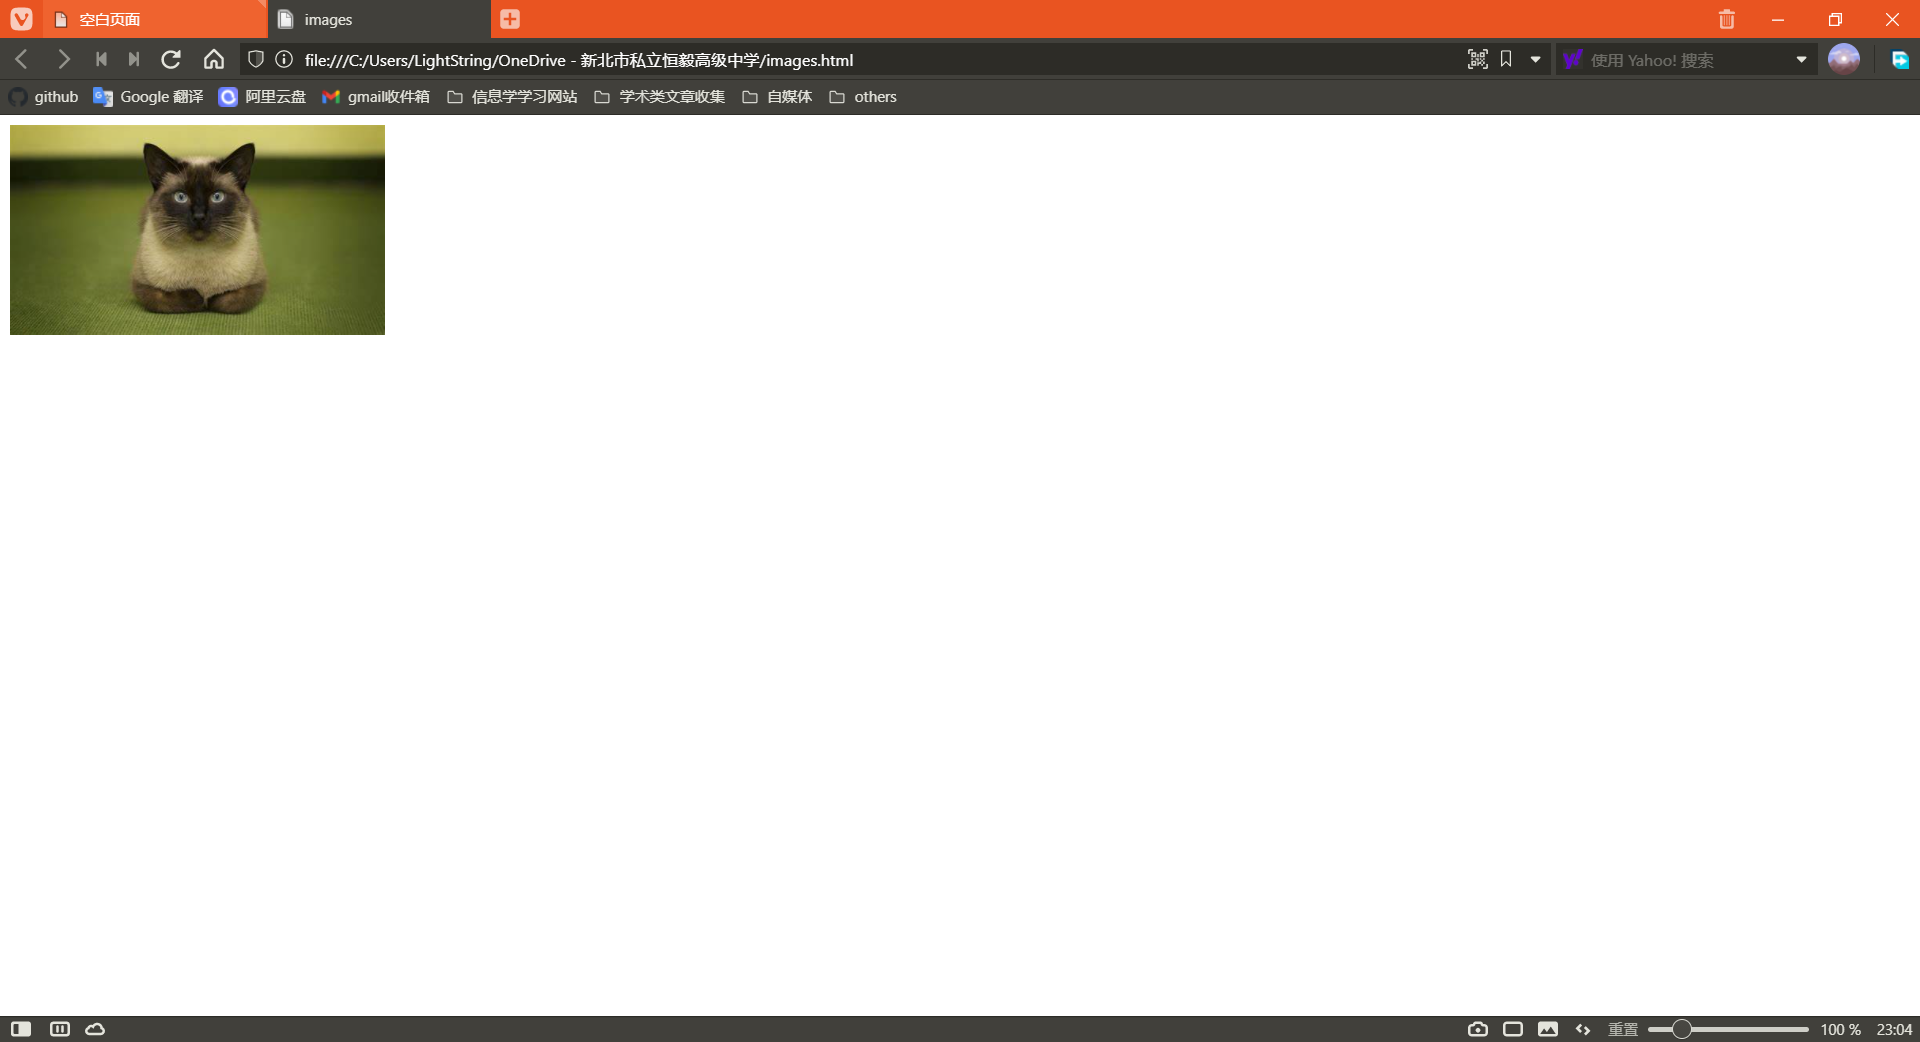 空白页面
images
file:///C:/Users/LightString/OneDrive - 新北市私立恒毅高级中学/images.html
使用 Yahoo! 搜索
github
Google 翻译
阿里云盘
gmail收件箱
信息学学习网站
学术类文章收集
自媒体
others
重置
100 %
23:04